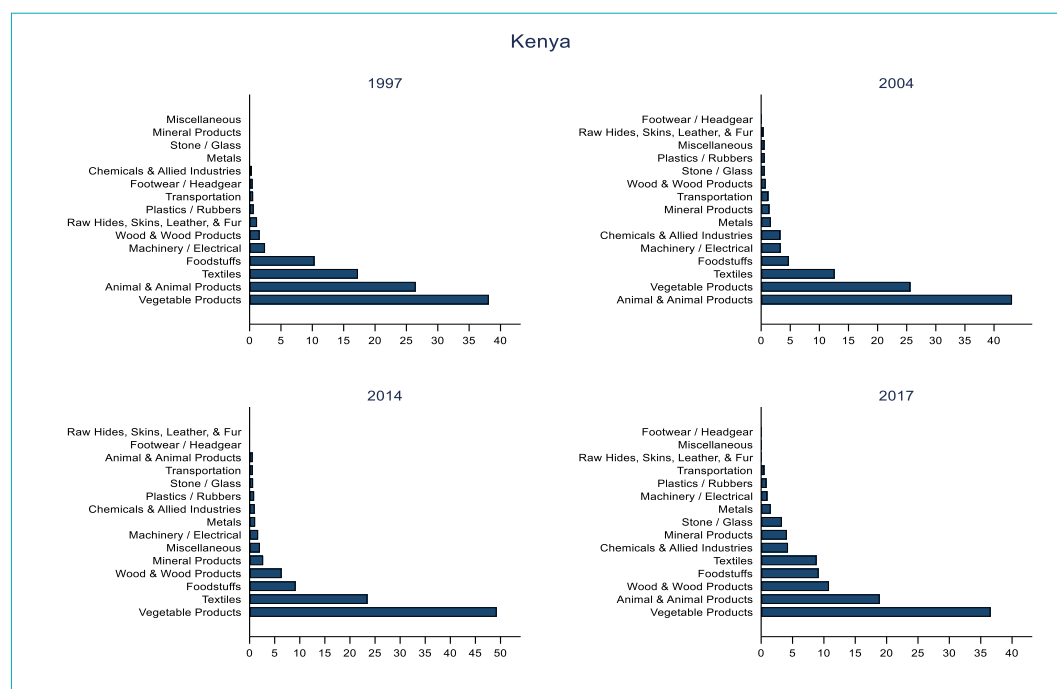 Kenya
1997
Miscellaneous
Mineral Products
Stone / Glass
Metals
Chemicals & Allied Industries
Footwear / Headgear
Transportation
Plastics / Rubbers
Raw Hides, Skins, Leather, & Fur
Wood & Wood Products
Machinery / Electrical
Foodstuffs
Textiles
Animal & Animal Products
Vegetable Products
0 5 10 15 20 25 30 35 40
2004
Footwear / Headgear
Raw Hides, Skins, Leather, & Fur
Miscellaneous
Plastics / Rubbers
Stone / Glass
Wood & Wood Products
Transportation
Mineral Products
Metals
Chemicals & Allied Industries
Machinery / Electrical
Foodstuffs
Textiles
Vegetable Products
Animal & Animal Products
0 5 10 15 20 25 30 35 40
2014
Raw Hides, Skins, Leather, & Fur
Footwear / Headgear
Animal & Animal Products
Transportation
Stone / Glass
Plastics / Rubbers
Chemicals & Allied Industries
Metals
Machinery / Electrical
Miscellaneous
Mineral Products
Wood & Wood Products
Foodstuffs
Textiles
Vegetable Products
0 5 10 15 20 25 30 35 40 45 50
2017
Footwear / Headgear
Miscellaneous
Raw Hides, Skins, Leather, & Fur
Transportation
Plastics / Rubbers
Machinery / Electrical
Metals
Stone / Glass
Mineral Products
Chemicals & Allied Industries
Textiles
Foodstuffs
Wood & Wood Products
Animal & Animal Products
Vegetable Products
0 5 10 15 20 25 30 35 40